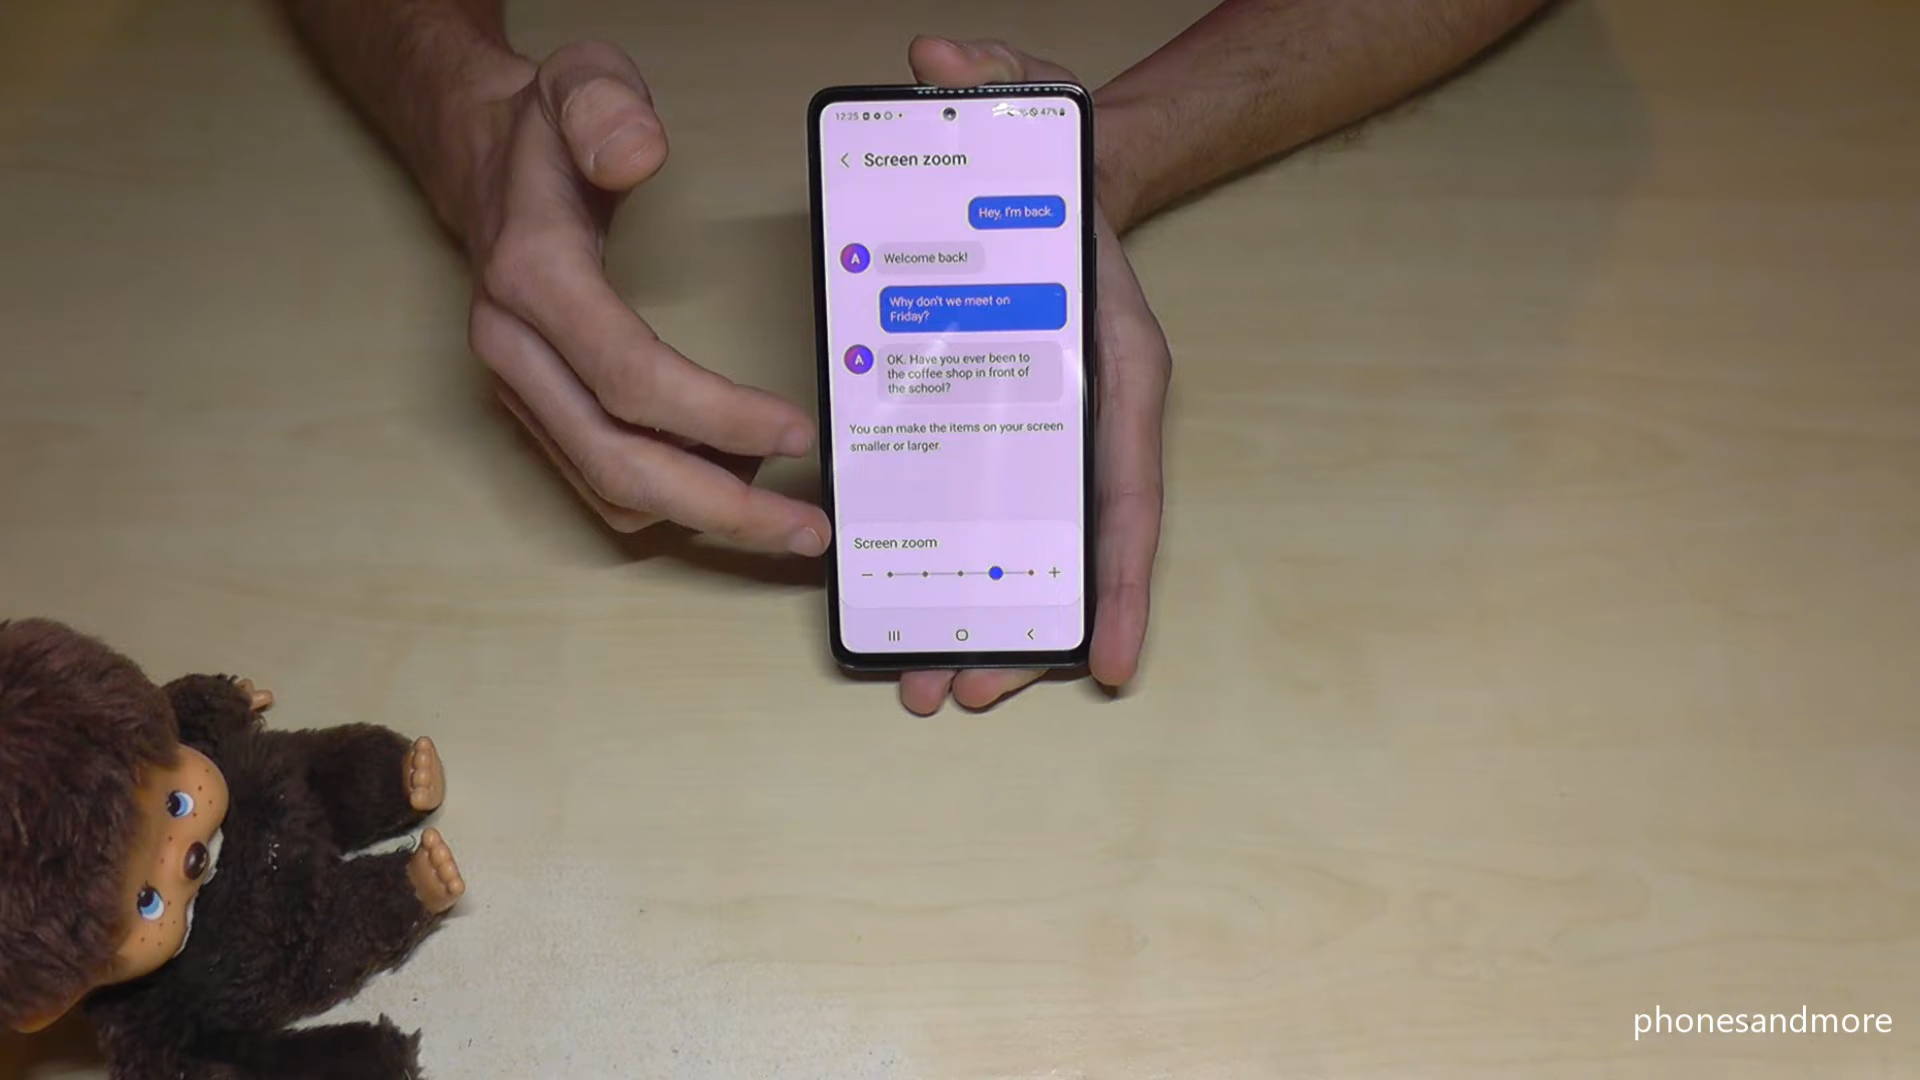 12:25
47%
Screen zoom
Hey, I'm back.
A
Welcome back!
Why don't we meet on
Friday?
A
OK. Have you ever been to
the coffee shop in front of
the school?
You can make the items on your screen
smaller or larger.
Screen zoom
phonesandmore